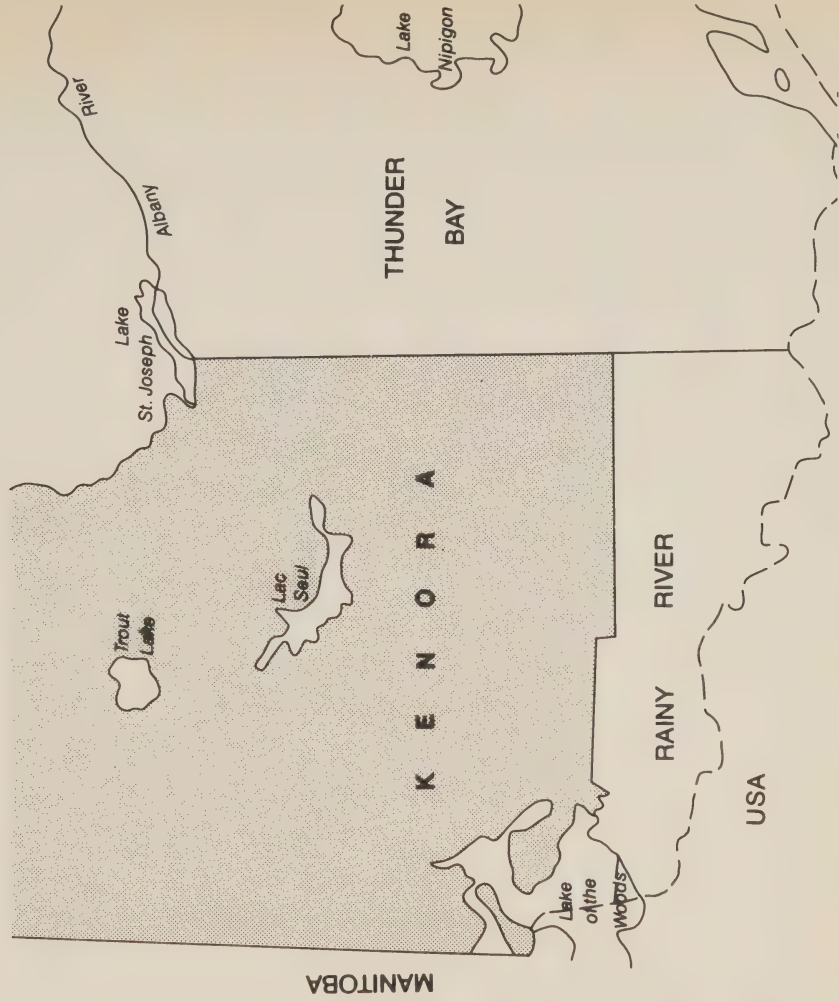 Albany River
Lake
St. Joseph
Lake
Nipigon
THUNDER
BAY
Trout
Lake
Lac
Seul
KENORA
RAINY RIVER
Lake
of the
Woods
USA
MANITOBA